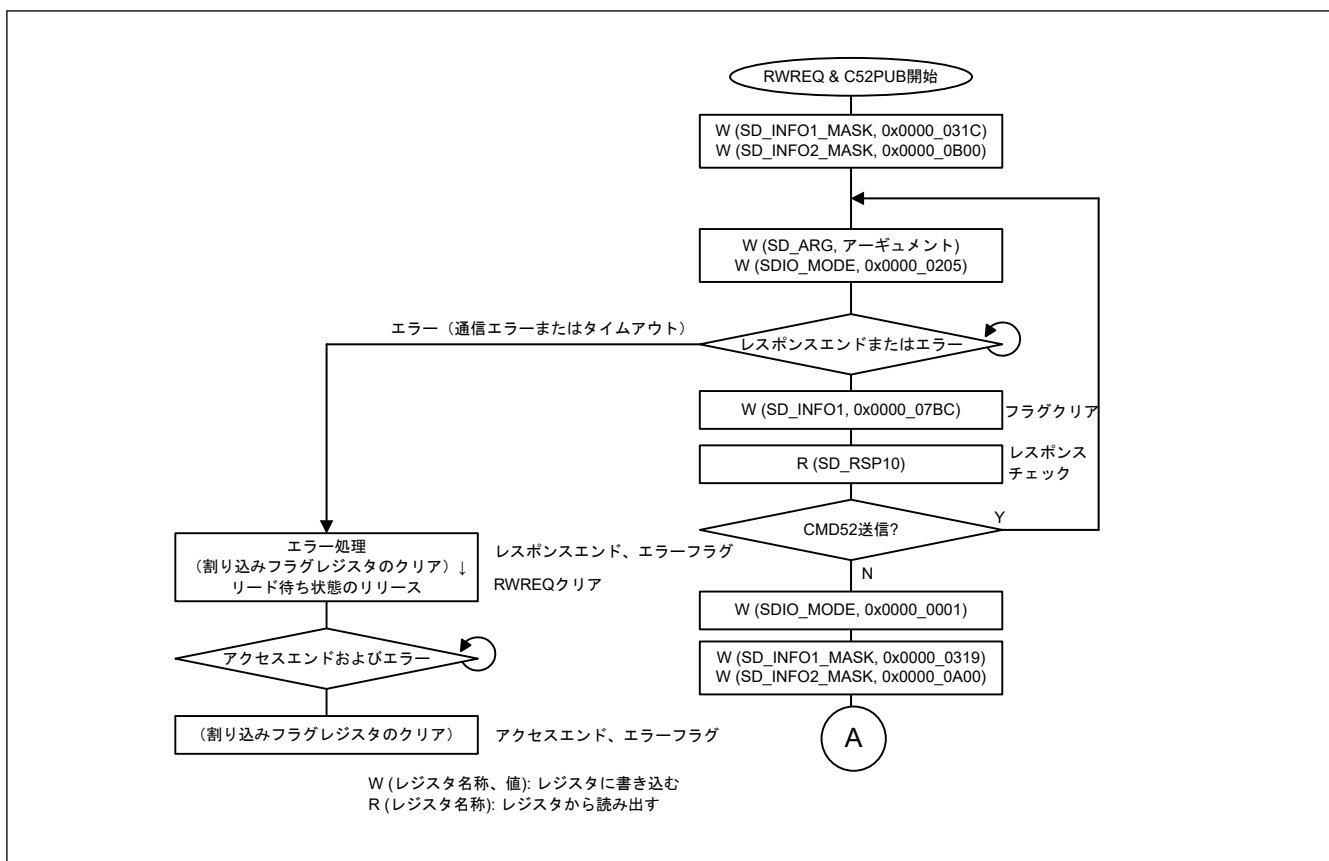 RWREQ & C52PUB開始
W (SD_INFO1_MASK, 0x0000_031C)
W (SD_INFO2_MASK, 0x0000_0B00)
W (SD_ARG, アーギュメント)
W (SDIO_MODE, 0x0000_0205)
エラー（通信エラーまたはタイムアウト）
レスポンスエンドまたはエラー
W (SD_INFO1, 0x0000_07BC)
フラグクリア
R (SD_RSP10)
レスポンス
チェック
CMD52送信?
Y
N
エラー処理
（割り込みフラグレジスタのクリア）↓
リード待ち状態のリリース
レスポンスエンド、エラーフラグ
RWREQクリア
W (SDIO_MODE, 0x0000_0001)
アクセスエンドおよびエラー
W (SD_INFO1_MASK, 0x0000_0319)
W (SD_INFO2_MASK, 0x0000_0A00)
（割り込みフラグレジスタのクリア）
アクセスエンド、エラーフラグ
A
W (レジスタ名称、値): レジスタに書き込む
R (レジスタ名称): レジスタから読み出す